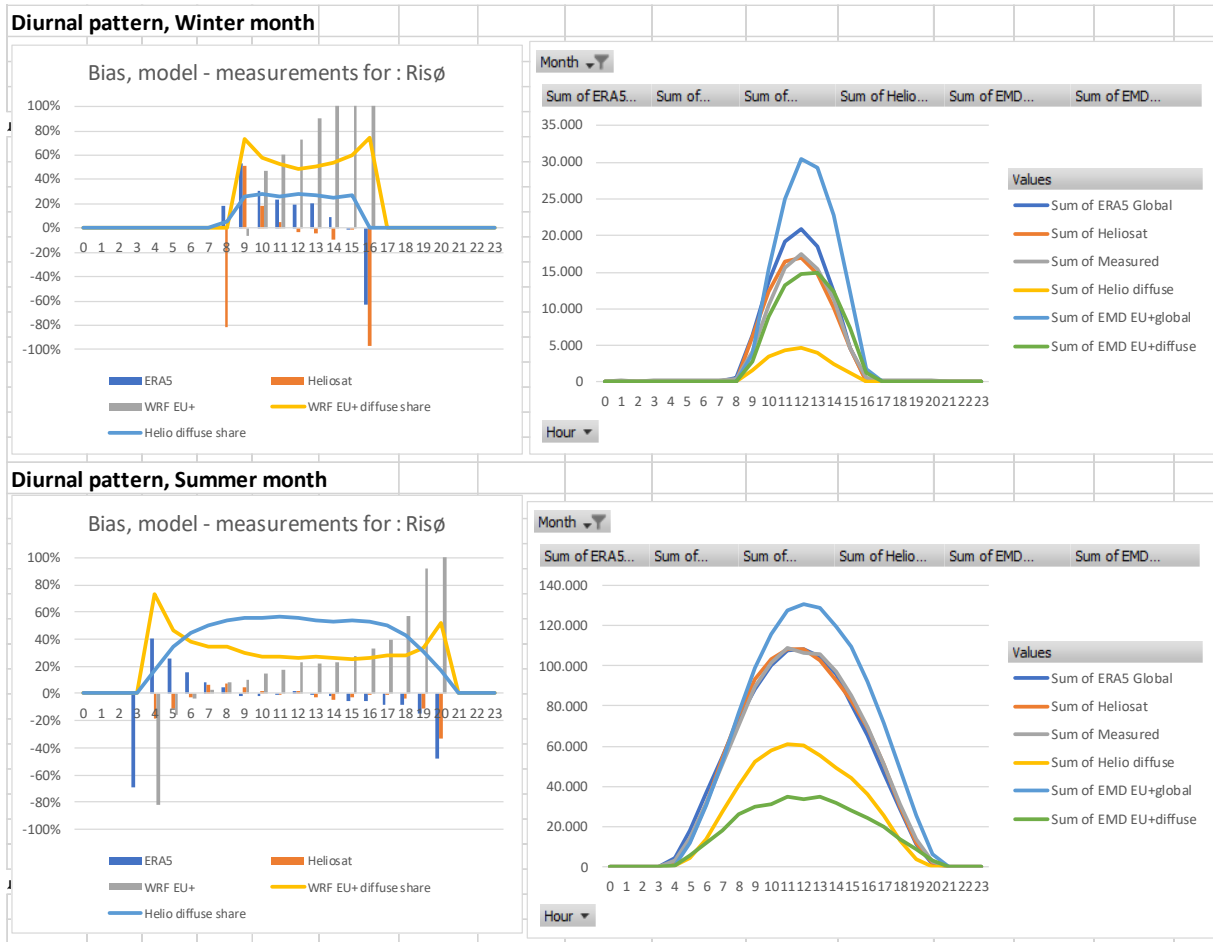 Diurnal pattern, Winter month
Bias, model - measurements for : Risø
100%
80%
60%
40%
20%
0%
-20%
-40%
-60%
-80%
-100%
0 1 2 3 4 5 6 7 8 9 10 11 12 13 14 15 16 17 18 19 20 21 22 23
ERA5 Heliosat
WRF EU+ WRF EU+ diffuse share
Helio diffuse share
Month
Sum of ERA5... Sum of... Sum of... Sum of Helio... Sum of EMD... Sum of EMD...
35.000
30.000
25.000
20.000
15.000
10.000
5.000
0
0 1 2 3 4 5 6 7 8 9 10 11 12 13 14 15 16 17 18 19 20 21 22 23
Values
Sum of ERA5 Global
Sum of Heliosat
Sum of Measured
Sum of Helio diffuse
Sum of EMD EU+global
Sum of EMD EU+diffuse
Hour
Diurnal pattern, Summer month
Bias, model - measurements for : Risø
100%
80%
60%
40%
20%
0%
-20%
-40%
-60%
-80%
-100%
0 1 2 3 4 5 6 7 8 9 10 11 12 13 14 15 16 17 18 19 20 21 22 23
ERA5 Heliosat
WRF EU+ WRF EU+ diffuse share
Helio diffuse share
Month
Sum of ERA5... Sum of... Sum of... Sum of Helio... Sum of EMD... Sum of EMD...
140.000
120.000
100.000
80.000
60.000
40.000
20.000
0
0 1 2 3 4 5 6 7 8 9 10 11 12 13 14 15 16 17 18 19 20 21 22 23
Values
Sum of ERA5 Global
Sum of Heliosat
Sum of Measured
Sum of Helio diffuse
Sum of EMD EU+global
Sum of EMD EU+diffuse
Hour